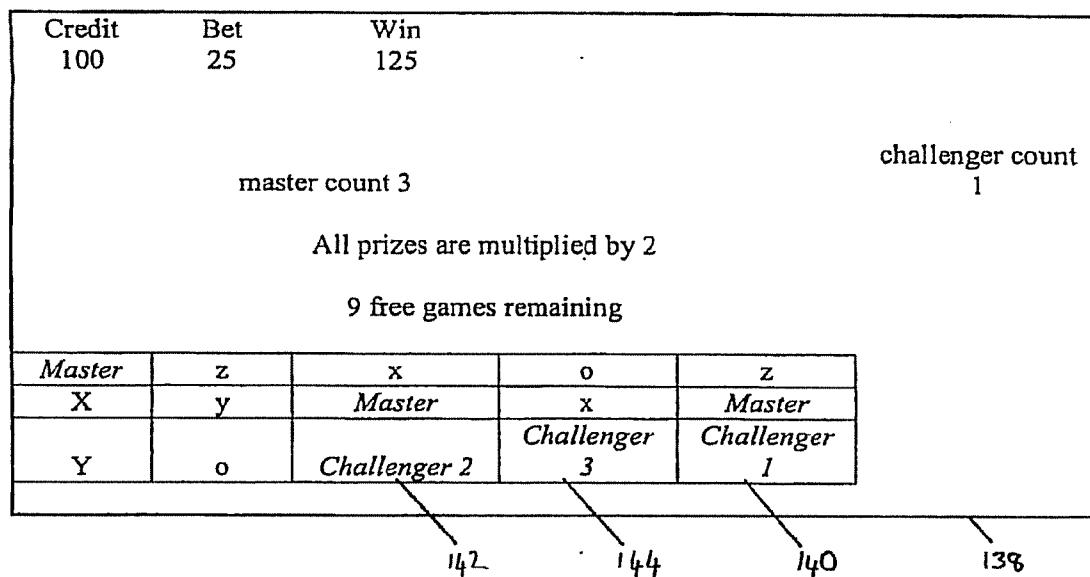 Credit Bet Win
100 25 125
challenger count
1
master count 3
All prizes are multiplied by 2
9 free games remaining
Master z x o z
X y Master x Master
Y o Challenger 2 Challenger 3 Challenger 1
142 144 140 138